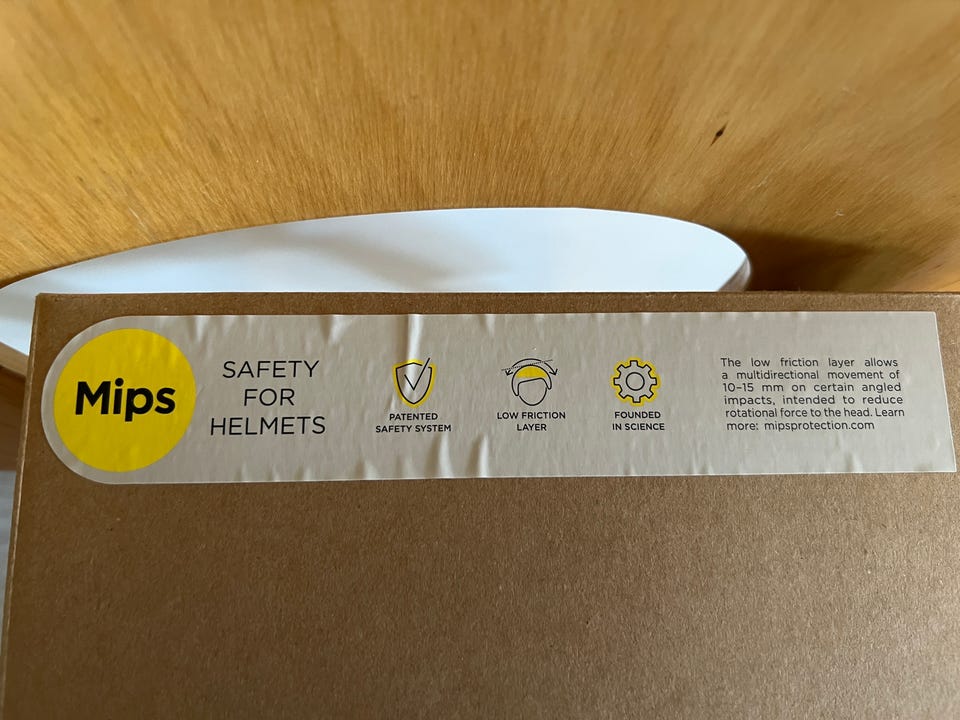 Mips
SAFETY
FOR
HELMETS
PATENTED
SAFETY SYSTEM
LOW FRICTION
LAYER
FOUNDED
IN SCIENCE
The low friction layer allows
a multidirectional movement of
10–15 mm on certain angled
impacts, intended to reduce
rotational force to the head. Learn
more: mipsprotection.com